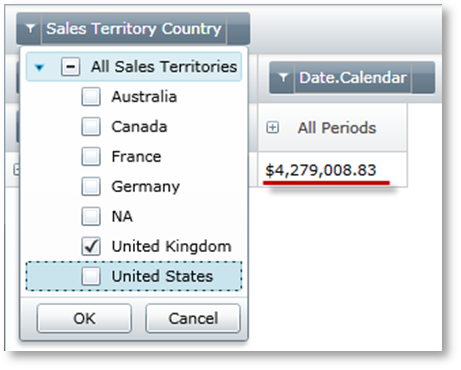 Sales Territory Country
All Sales Territories
Date.Calendar
Australia
Canada
All Periods
France
$4,279,008.83
Germany
NA
United Kingdom
United States
OK Cancel